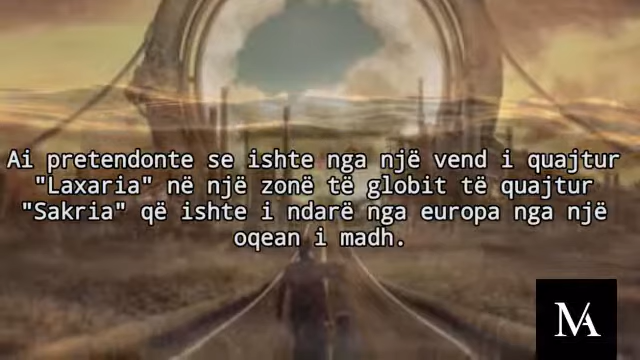 Ai pretendonte se ishte nga një vend i quajtur
"Laxaria" në një zonë të globit të quajtur
"Sakria" që ishte i ndarë nga europa nga një
oqean i madh.
MA